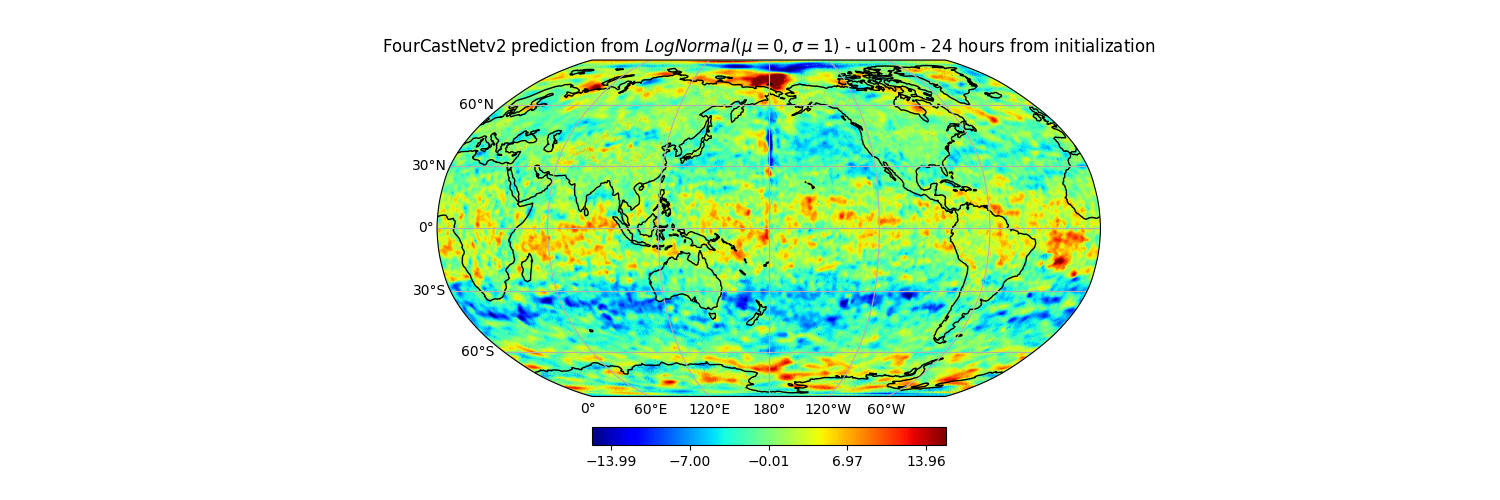 FourCastNetv2 prediction from LogNormal(μ = 0, σ = 1) - u100m - 24 hours from initialization
60°N
30°N
0°
30°S
60°S
0° 60°E 120°E 180° 120°W 60°W
−13.99 −7.00 −0.01 6.97 13.96